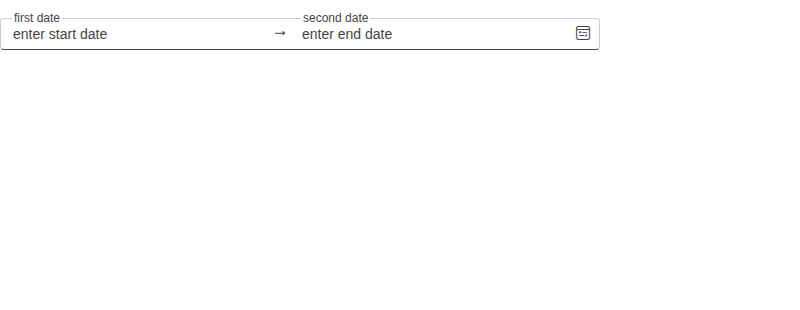 first date
second date
enter start date → enter end date